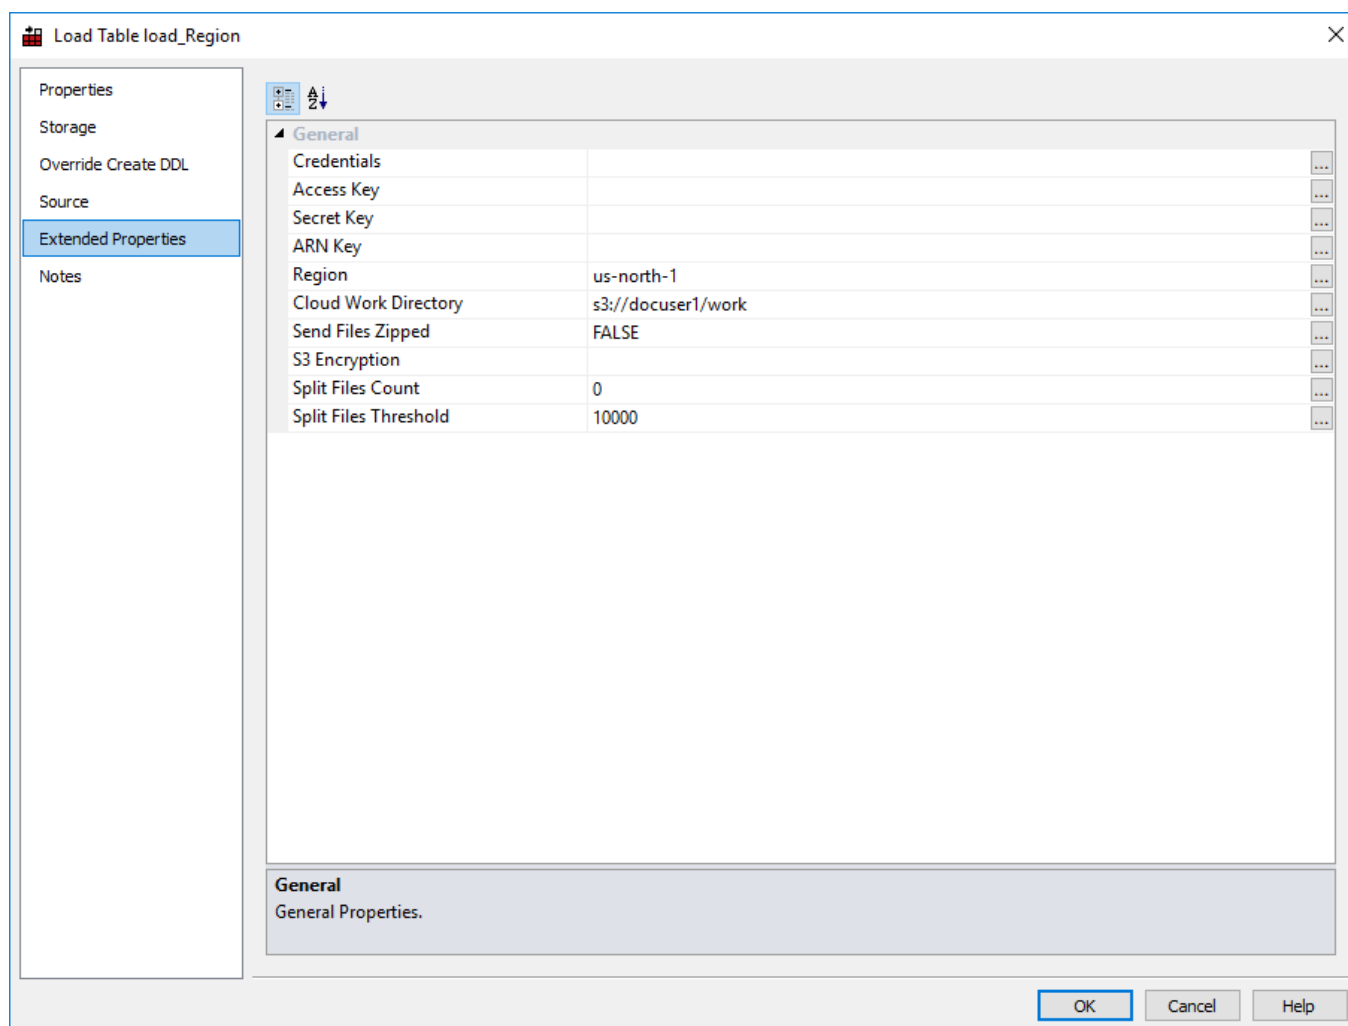 Load Table load_Region
Properties
Storage
Override Create DDL
Source
Extended Properties
Notes
General
Credentials ...
Access Key ...
Secret Key ...
ARN Key ...
Region us-north-1 ...
Cloud Work Directory s3://docuser1/work ...
Send Files Zipped FALSE ...
S3 Encryption ...
Split Files Count 0 ...
Split Files Threshold 10000 ...
General
General Properties.
OK Cancel Help